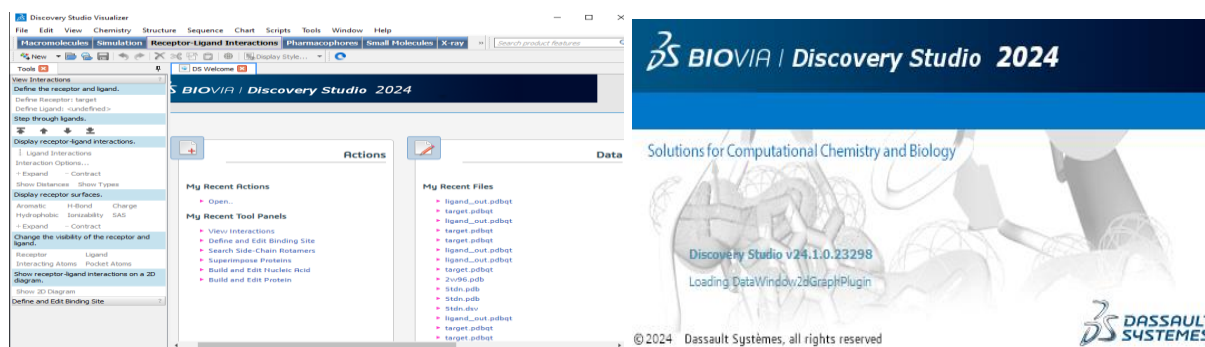 Discovery Studio Visualizer
File Edit View Chemistry Structure Sequence Chart Scripts Tools Window Help
Macromolecules Simulation Receptor-Ligand Interactions Pharmacophores Small Molecules X-ray » Search product features
New Display Style...
Tools
DS Welcome
View Interactions
Define the receptor and ligand.
Define Receptor: target
Define Ligand: <undefined>
Step through ligands.
Display receptor-ligand interactions.
Ligand Interactions
Interaction Options...
+ Expand - Contract
Show Distances Show Types
Display receptor surfaces.
Aromatic H-Bond Charge
Hydrophobic Ionizability SAS
+ Expand - Contract
Change the visibility of the receptor and
ligand.
Receptor Ligand
Interacting Atoms Pocket Atoms
Show receptor-ligand interactions on a 2D
diagram.
Show 2D Diagram
Define and Edit Binding Site
S BIOVIA | Discovery Studio 2024
Actions
My Recent Actions
Open..
My Recent Tool Panels
View Interactions
Define and Edit Binding Site
Search Side-Chain Rotamers
Superimpose Proteins
Build and Edit Nucleic Acid
Build and Edit Protein
Data
My Recent Files
ligand_out.pdbqt
target.pdbqt
ligand_out.pdbqt
target.pdbqt
target.pdbqt
ligand_out.pdbqt
ligand_out.pdbqt
target.pdbqt
2w96.pdb
5tdn.pdb
5tdn.dsv
ligand_out.pdbqt
target.pdbqt
target.pdbqt
3DS BIOVIA | Discovery Studio 2024
Solutions for Computational Chemistry and Biology
Discovery Studio v24.1.0.23298
Loading DataWindow2dGraphPlugin
©2024 Dassault Systèmes, all rights reserved
3DS DASSAULT
SYSTEMES